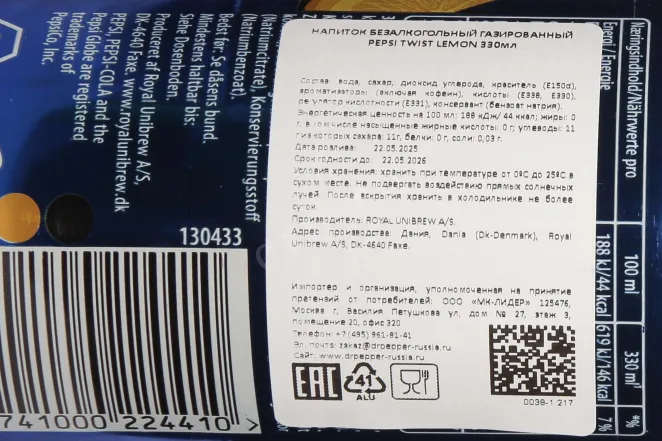 НАПИТОК БЕЗАЛКОГОЛЬНЫЙ ГАЗИРОВАННЫЙ
PEPSI TWIST LEMON 330мл
Состав: вода, сахар, диоксид углерода, краситель (E150d),
ароматизаторы (включая кофеин), кислоты (E338, E330),
регулятор кислотности (E331), консервант (бензоат натрия).
Энергетическая ценность на 100 мл: 188 кДж/ 44 ккал; жиры: 0
г, в том числе насыщенные жирные кислоты: 0 г; углеводы: 11
г из которых сахара: 11г, белки: 0 г, соли: 0,03 г.
Дата розлива: 22.05.2025
Срок годности до: 22.05.2026
Условия хранения: хранить при температуре от 0ºC до 25ºC в
сухом месте. Не подвергать воздействию прямых солнечных
лучей. После вскрытия хранить в холодильнике не более
суток.
Производитель: ROYAL UNIBREW A/S.
Адрес производства: Дания, Dania (Dk-Denmark), Royal
Unibrew A/S, DK-4640 Faxe.
Импортер и организация, уполномоченная на принятие
претензий от потребителей: ООО «МК-ЛИДЕР» 125476,
Москва г, Василия Петушкова ул, дом № 27, этаж 3,
помещение 20, офис 320
Телефон: +7 (495) 961-81-41
Эл. почта: zakaz@drpepper-russia.ru
Сайт: www.drpepper-russia.ru
EAC
41
ALU
0038-1.217
(Natriumcitrate), Konservierungsstoff
(Natriumbenzoat).
Bedst før: Se dåsens bund.
Mindestens haltbar bis:
Siehe Dosenboden.
Produceret af Royal Unibrew A/S,
DK-4640 Faxe. www.royalunibrew.dk
PEPSI, PEPSI-COLA and the
Pepsi Globe are registered
trademarks of
PepsiCo, Inc.
130433
741000 224410 >
Næringsindhold/Nährwerte pro
100 ml
330 ml
%*
Energi / Energie
188 kJ/44 kcal
619 kJ/146 kcal
7 %